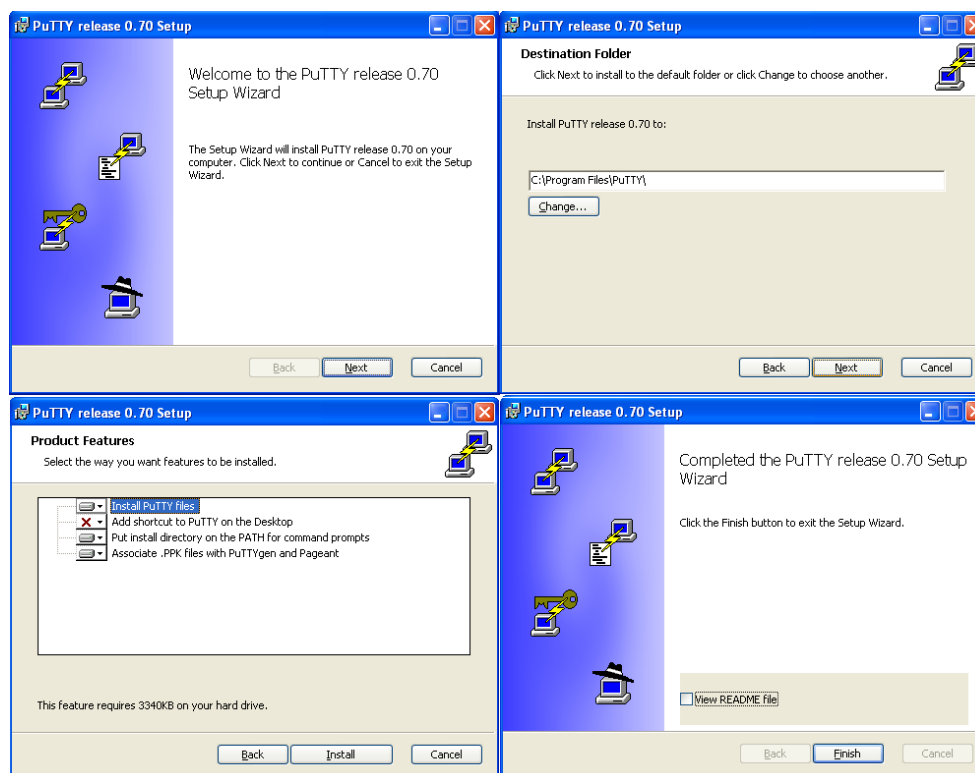 PuTTY release 0.70 Setup
Welcome to the PuTTY release 0.70
Setup Wizard
The Setup Wizard will install PuTTY release 0.70 on your
computer. Click Next to continue or Cancel to exit the Setup
Wizard.
Back
Next
Cancel
PuTTY release 0.70 Setup
Destination Folder
Click Next to install to the default folder or click Change to choose another.
Install PuTTY release 0.70 to:
C:\Program Files\PuTTY\
Change...
Back
Next
Cancel
PuTTY release 0.70 Setup
Product Features
Select the way you want features to be installed.
Install PuTTY files
Add shortcut to PuTTY on the Desktop
Put install directory on the PATH for command prompts
Associate .PPK files with PuTTYgen and Pageant
This feature requires 3340KB on your hard drive.
Back
Install
Cancel
PuTTY release 0.70 Setup
Completed the PuTTY release 0.70 Setup
Wizard
Click the Finish button to exit the Setup Wizard.
View README file
Back
Finish
Cancel